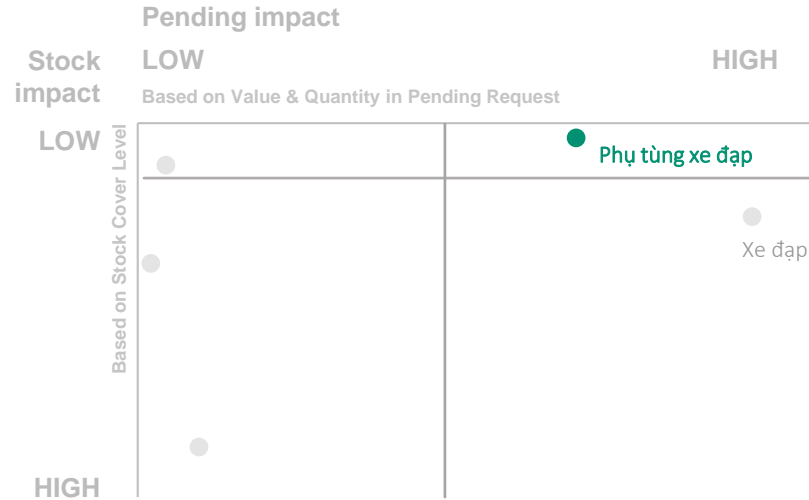 Pending impact
Stock impact
LOW
HIGH
Based on Value & Quantity in Pending Request
LOW
Based on Stock Cover Level
Phụ tùng xe đạp
Xe đạp
HIGH